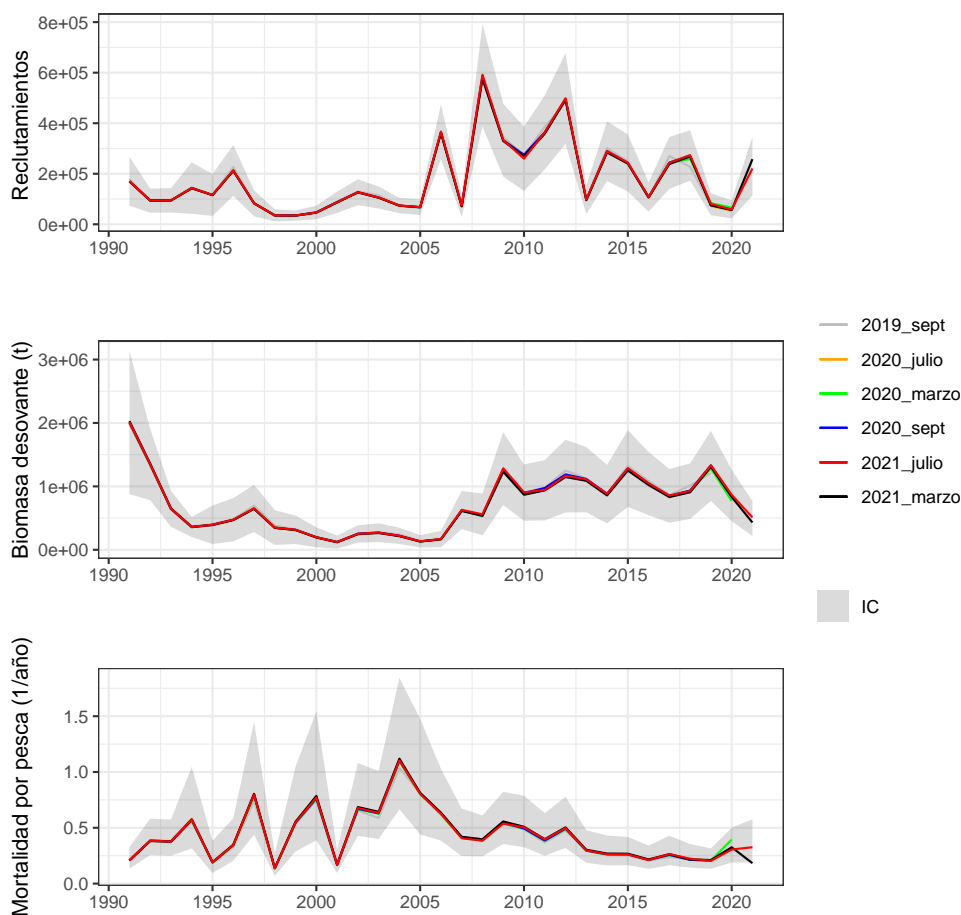 Reclutamientos
8e+05
6e+05
4e+05
2e+05
0e+00
1990 1995 2000 2005 2010 2015 2020
Biomasa desovante (t)
3e+06
2e+06
1e+06
0e+00
1990 1995 2000 2005 2010 2015 2020
Mortalidad por pesca (1/año)
1.5
1.0
0.5
0.0
1990 1995 2000 2005 2010 2015 2020
2019_sept
2020_julio
2020_marzo
2020_sept
2021_julio
2021_marzo
IC